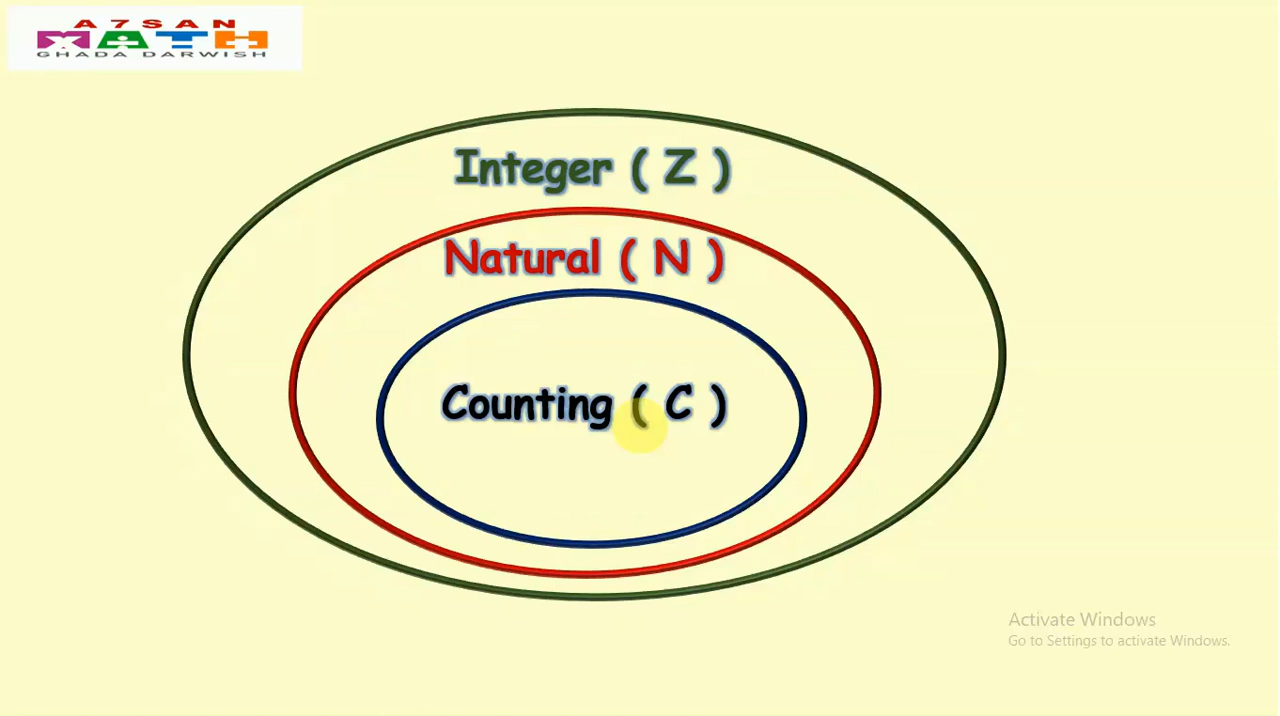 A7SAN
MATH
GHADA DARWISH
Integer ( Z )
Natural ( N )
Counting ( C )
Activate Windows
Go to Settings to activate Windows.